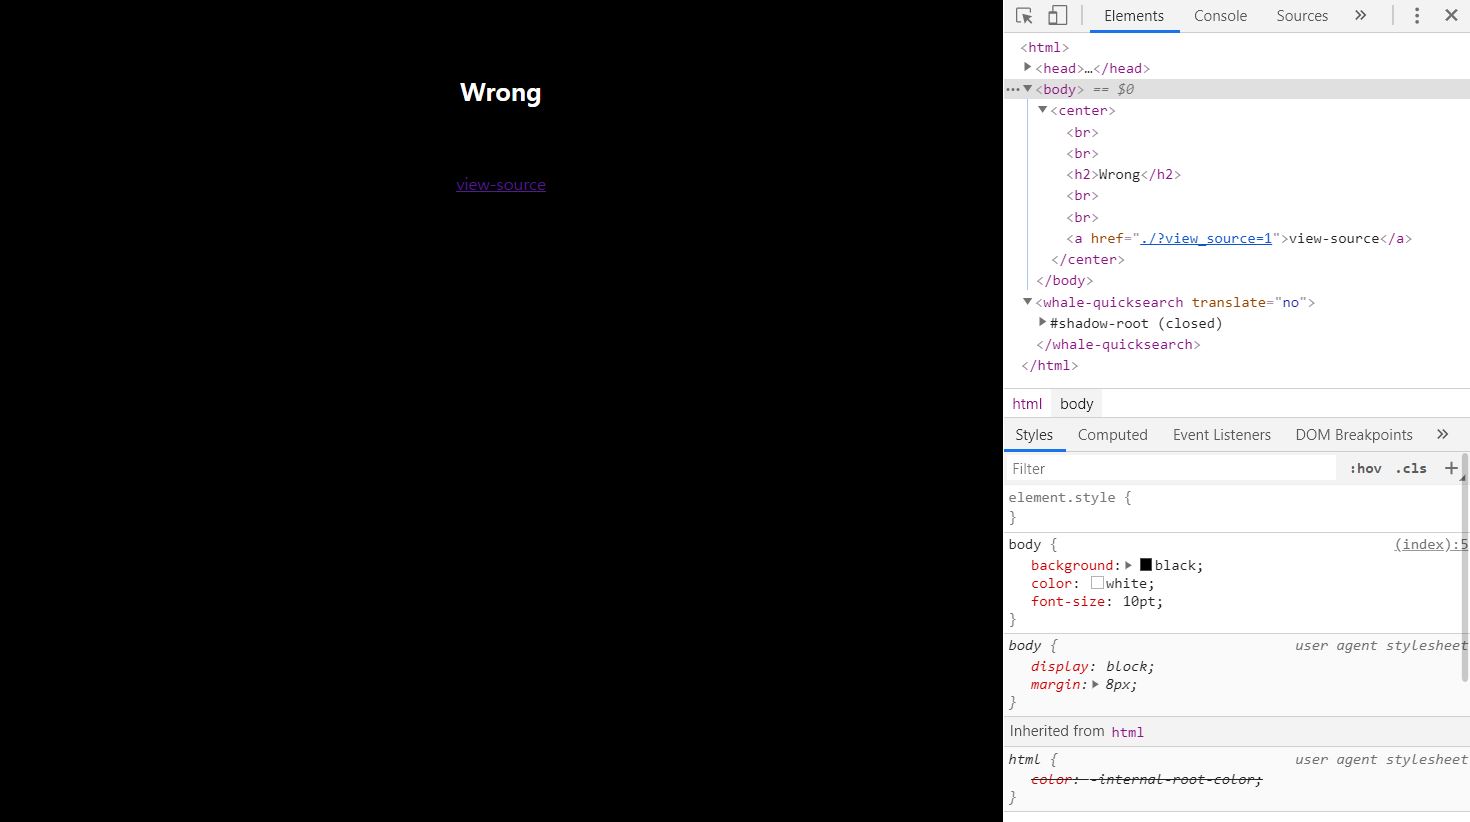 Wrong
view-source
Elements Console Sources »
<html>
<head>…</head>
<body> == $0
<center>
<br>
<br>
<h2>Wrong</h2>
<br>
<br>
<a href="./?view_source=1">view-source</a>
</center>
</body>
<whale-quicksearch translate="no">
#shadow-root (closed)
</whale-quicksearch>
</html>
html body
Styles Computed Event Listeners DOM Breakpoints »
Filter :hov .cls +
element.style {
}
body { (index):5
background: black;
color: white;
font-size: 10pt;
}
body { user agent stylesheet
display: block;
margin: 8px;
}
Inherited from html
html { user agent stylesheet
color: -internal-root-color;
}